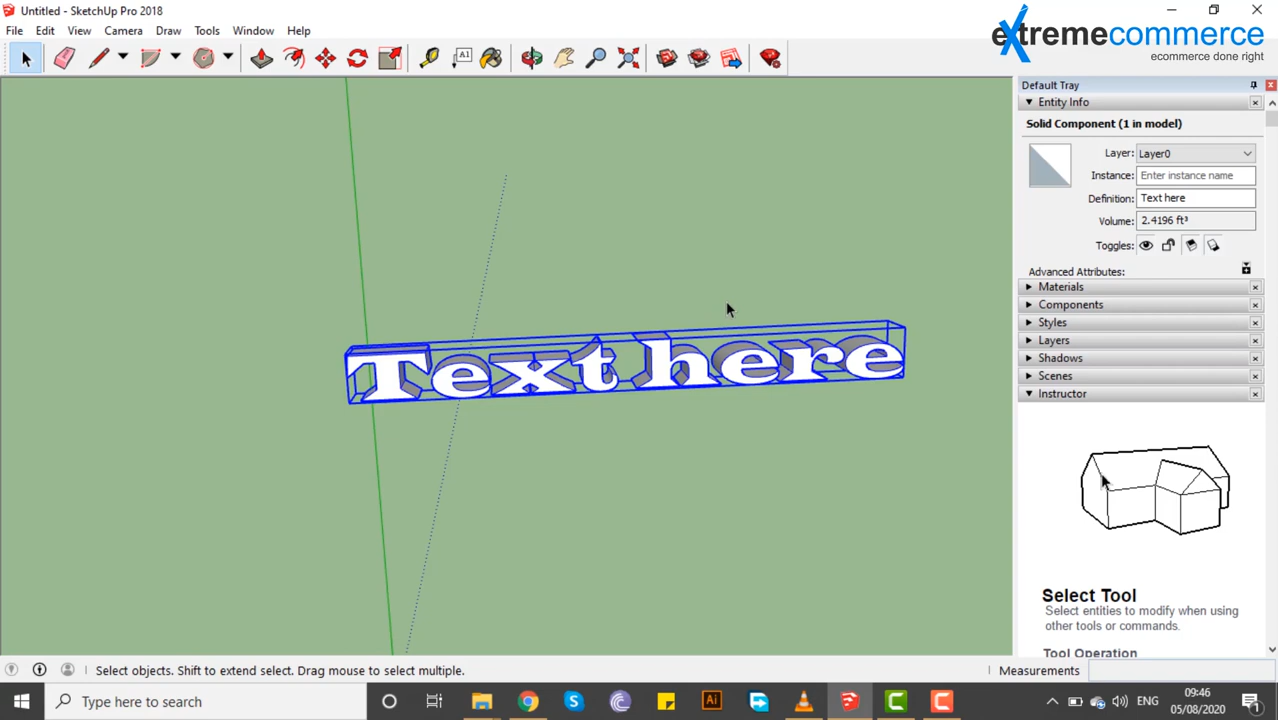 Untitled - SketchUp Pro 2018
File Edit View Camera Draw Tools Window Help
extremecommerce
ecommerce done right
A1
Default Tray
Entity Info
Solid Component (1 in model)
Layer: Layer0
Instance: Enter instance name
Definition: Text here
Volume: 2.4196 ft³
Toggles:
Advanced Attributes:
Materials
Components
Styles
Layers
Shadows
Scenes
Instructor
Text here
Select Tool
Select entities to modify when using
other tools or commands.
Tool Operation
Select objects. Shift to extend select. Drag mouse to select multiple.
Measurements
Type here to search
Ai
ENG
09:46
05/08/2020
1